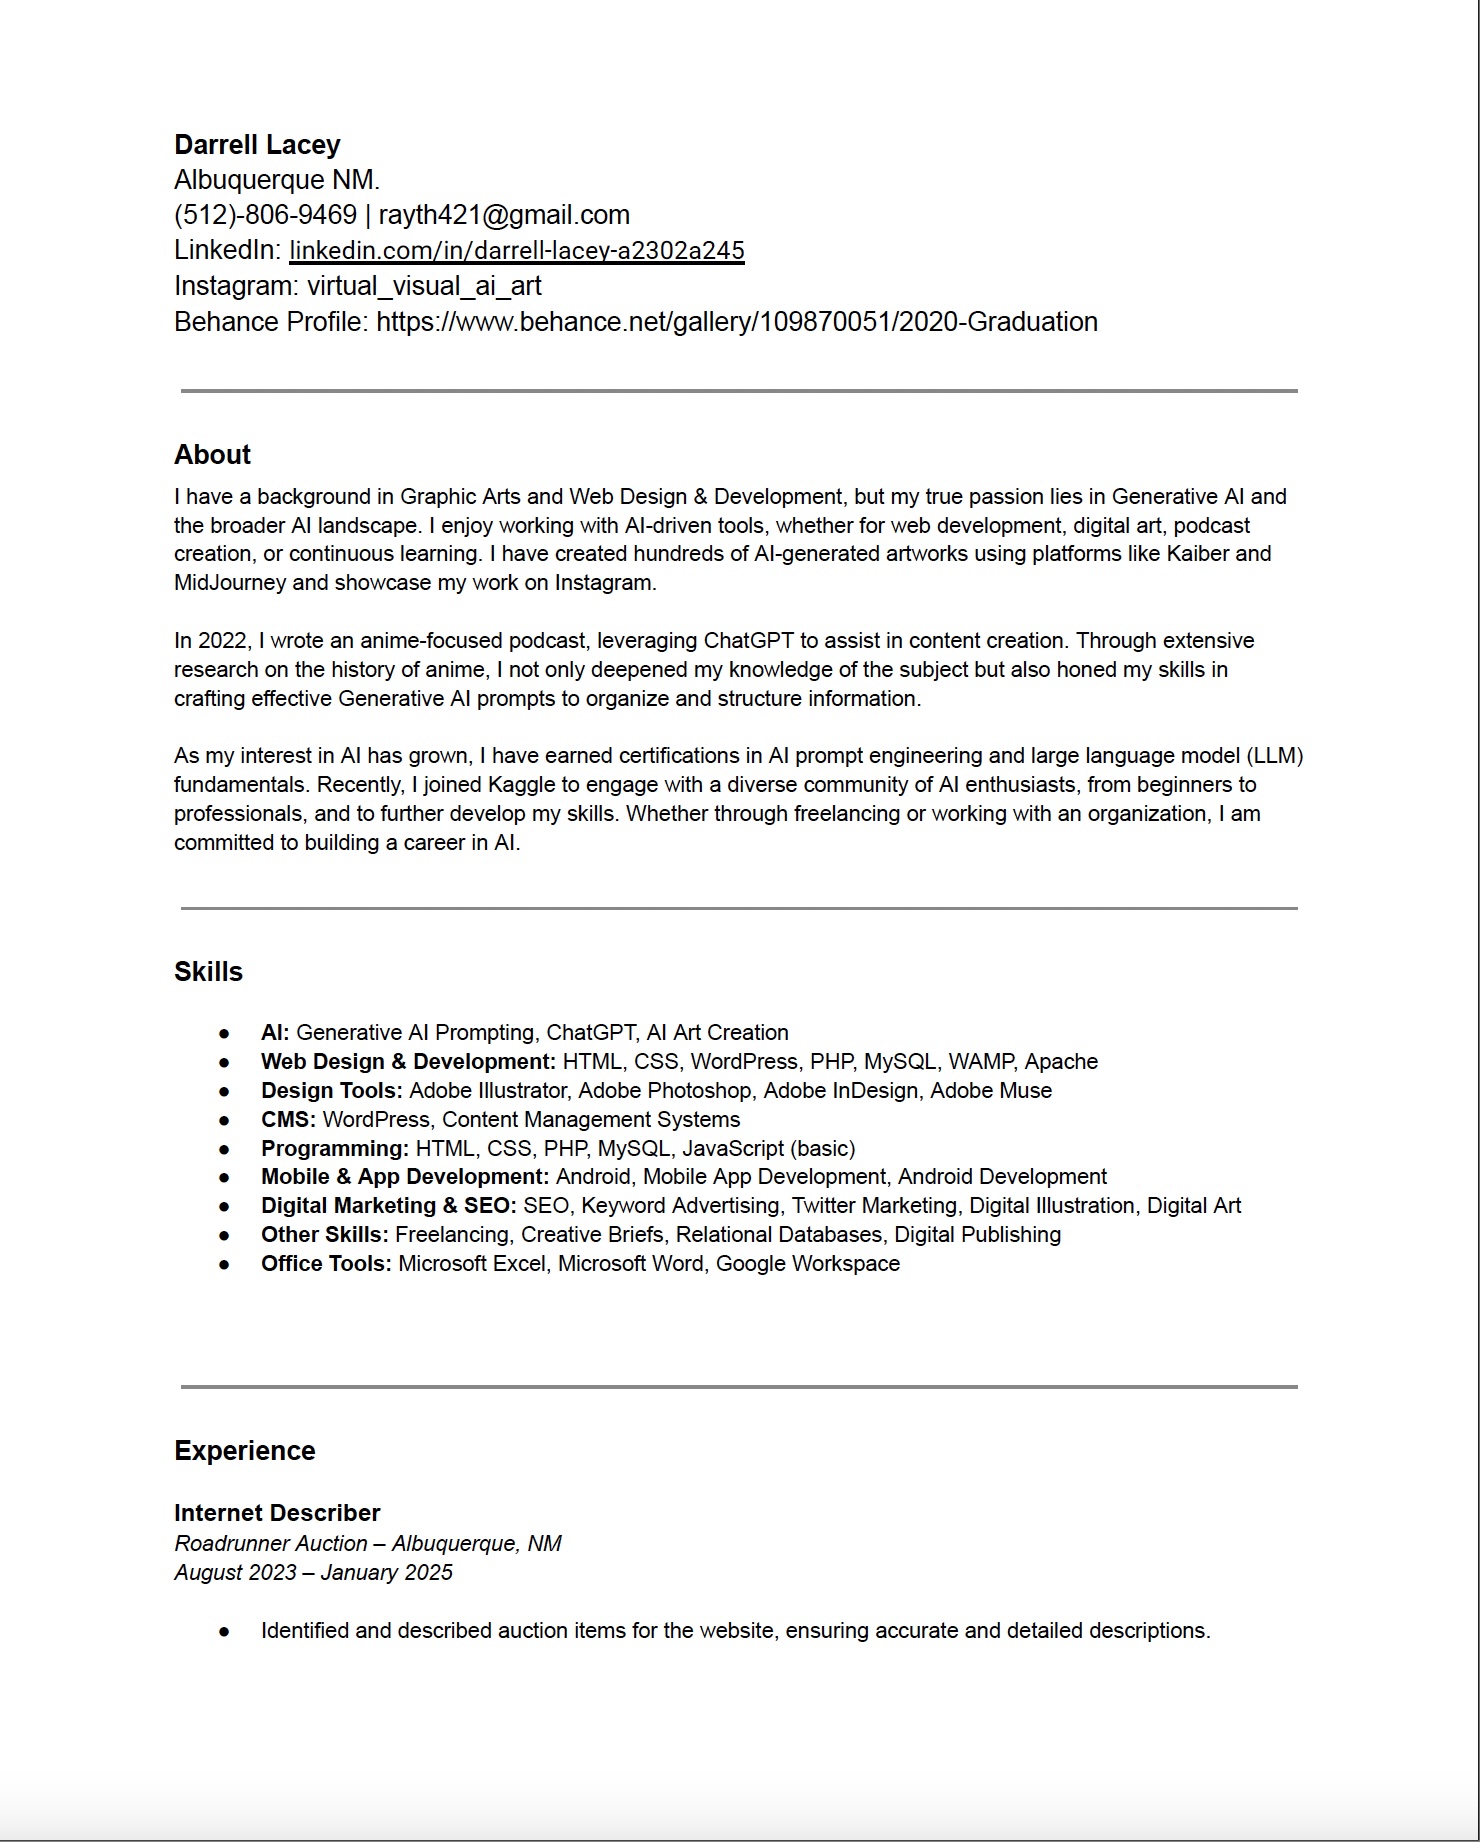 Darrell Lacey
Albuquerque NM.
(512)-806-9469 | rayth421@gmail.com
LinkedIn: linkedin.com/in/darrell-lacey-a2302a245
Instagram: virtual_visual_ai_art
Behance Profile: https://www.behance.net/gallery/109870051/2020-Graduation
About
I have a background in Graphic Arts and Web Design & Development, but my true passion lies in Generative AI and
the broader AI landscape. I enjoy working with AI-driven tools, whether for web development, digital art, podcast
creation, or continuous learning. I have created hundreds of AI-generated artworks using platforms like Kaiber and
MidJourney and showcase my work on Instagram.
In 2022, I wrote an anime-focused podcast, leveraging ChatGPT to assist in content creation. Through extensive
research on the history of anime, I not only deepened my knowledge of the subject but also honed my skills in
crafting effective Generative AI prompts to organize and structure information.
As my interest in AI has grown, I have earned certifications in AI prompt engineering and large language model (LLM)
fundamentals. Recently, I joined Kaggle to engage with a diverse community of AI enthusiasts, from beginners to
professionals, and to further develop my skills. Whether through freelancing or working with an organization, I am
committed to building a career in AI.
Skills
● AI: Generative AI Prompting, ChatGPT, AI Art Creation
● Web Design & Development: HTML, CSS, WordPress, PHP, MySQL, WAMP, Apache
● Design Tools: Adobe Illustrator, Adobe Photoshop, Adobe InDesign, Adobe Muse
● CMS: WordPress, Content Management Systems
● Programming: HTML, CSS, PHP, MySQL, JavaScript (basic)
● Mobile & App Development: Android, Mobile App Development, Android Development
● Digital Marketing & SEO: SEO, Keyword Advertising, Twitter Marketing, Digital Illustration, Digital Art
● Other Skills: Freelancing, Creative Briefs, Relational Databases, Digital Publishing
● Office Tools: Microsoft Excel, Microsoft Word, Google Workspace
Experience
Internet Describer
Roadrunner Auction – Albuquerque, NM
August 2023 – January 2025
● Identified and described auction items for the website, ensuring accurate and detailed descriptions.